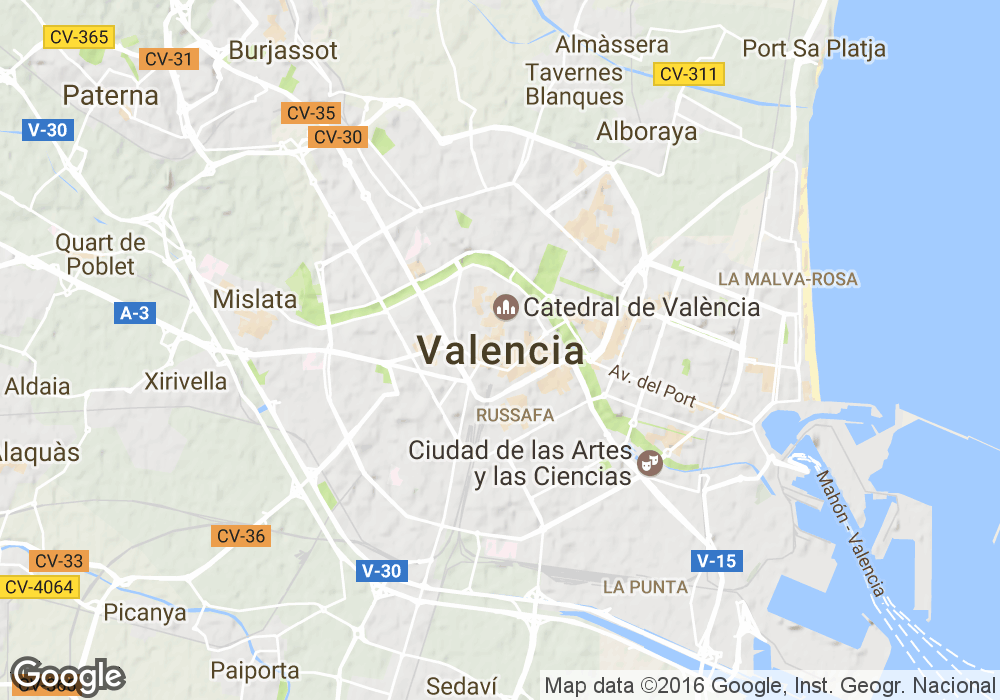 CV-365
CV-31
Burjassot
Almàssera
Port Sa Platja
Tavernes
Blanques
CV-311
Paterna
CV-35
CV-30
V-30
Alboraya
Quart de
Poblet
Mislata
LA MALVA-ROSA
A-3
Catedral de València
Valencia
Xirivella
Aldaia
Av. del Port
RUSSAFA
Ciudad de las Artes
y las Ciencias
Alaquàs
Mahón - Valencia
CV-36
CV-33
V-30
V-15
CV-4064
LA PUNTA
Picanya
Paiporta
Sedaví
Google
Map data ©2016 Google, Inst. Geogr. Nacional